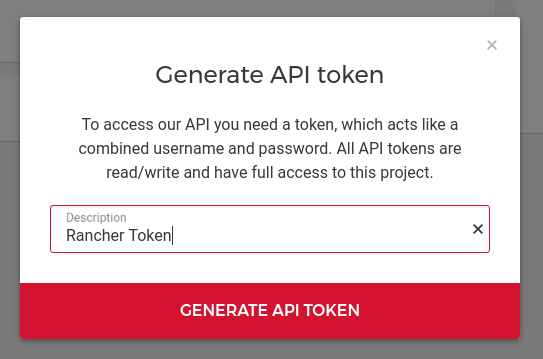 Generate API token
To access our API you need a token, which acts like a
combined username and password. All API tokens are
read/write and have full access to this project.
Description
Rancher Token
GENERATE API TOKEN